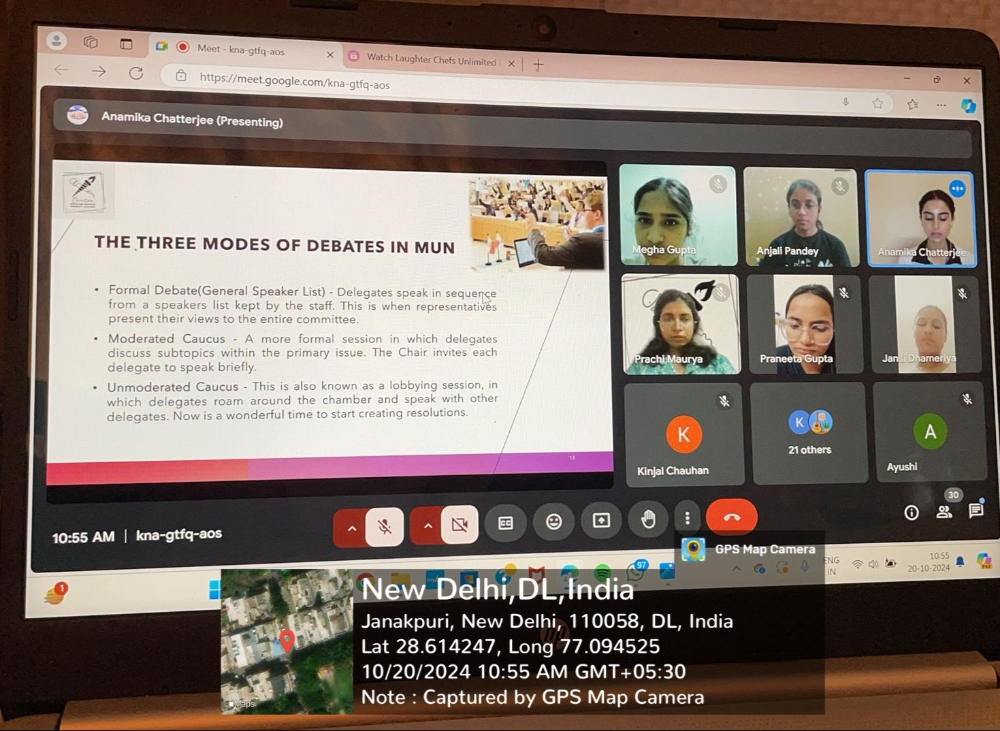 Meet - kna-gtfq-aos
Watch Laughter Chefs Unlimited
https://meet.google.com/kna-gtfq-aos
Anamika Chatterjee (Presenting)
THE THREE MODES OF DEBATES IN MUN
• Formal Debate(General Speaker List) - Delegates speak in sequence
from a speakers list kept by the staff. This is when representatives
present their views to the entire committee.
• Moderated Caucus - A more formal session in which delegates
discuss subtopics within the primary issue. The Chair invites each
delegate to speak briefly.
• Unmoderated Caucus - This is also known as a lobbying session, in
which delegates roam around the chamber and speak with other
delegates. Now is a wonderful time to start creating resolutions.
13
Megha Gupta
Anjali Pandey
Anamika Chatterjee
Prachi Maurya
Praneeta Gupta
Jansi Dhameriya
K
Kinjal Chauhan
K
21 others
A
Ayushi
10:55 AM | kna-gtfq-aos
CC
30
GPS Map Camera
1
97
ENG
IN
10:55
20-10-2024
PRE
New Delhi,DL,India
Janakpuri, New Delhi, 110058, DL, India
Lat 28.614247, Long 77.094525
10/20/2024 10:55 AM GMT+05:30
Note : Captured by GPS Map Camera
Maps
hp